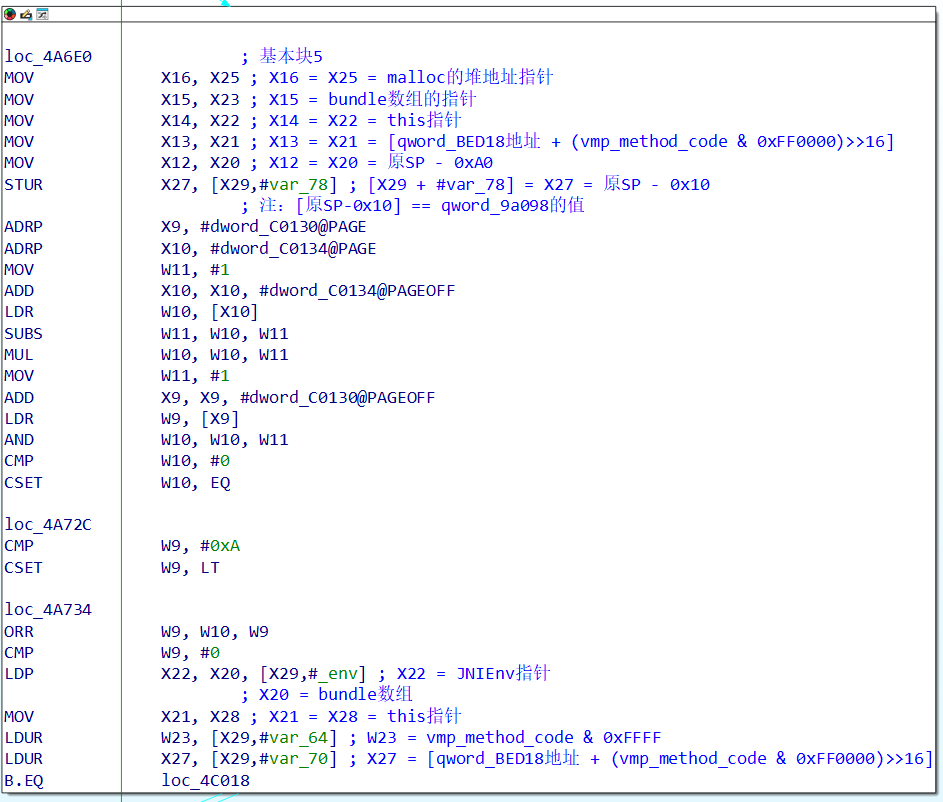 loc_4A6E0 ; 基本块5
MOV X16, X25 ; X16 = X25 = malloc的堆地址指针
MOV X15, X23 ; X15 = bundle数组的指针
MOV X14, X22 ; X14 = X22 = this指针
MOV X13, X21 ; X13 = X21 = [qword_BED18地址 + (vmp_method_code & 0xFF0000)>>16]
MOV X12, X20 ; X12 = X20 = 原SP - 0xA0
STUR X27, [X29,#var_78] ; [X29 + #var_78] = X27 = 原SP - 0x10
; 注: [原SP-0x10] == qword_9a098的值
ADRP X9, #dword_C0130@PAGE
ADRP X10, #dword_C0134@PAGE
MOV W11, #1
ADD X10, X10, #dword_C0134@PAGEOFF
LDR W10, [X10]
SUBS W11, W10, W11
MUL W10, W10, W11
MOV W11, #1
ADD X9, X9, #dword_C0130@PAGEOFF
LDR W9, [X9]
AND W10, W10, W11
CMP W10, #0
CSET W10, EQ
loc_4A72C
CMP W9, #0xA
CSET W9, LT
loc_4A734
ORR W9, W10, W9
CMP W9, #0
LDP X22, X20, [X29,#_env] ; X22 = JNIEnv指针
; X20 = bundle数组
MOV X21, X28 ; X21 = X28 = this指针
LDUR W23, [X29,#var_64] ; W23 = vmp_method_code & 0xFFFF
LDUR X27, [X29,#var_70] ; X27 = [qword_BED18地址 + (vmp_method_code & 0xFF0000)>>16]
B.EQ loc_4C018